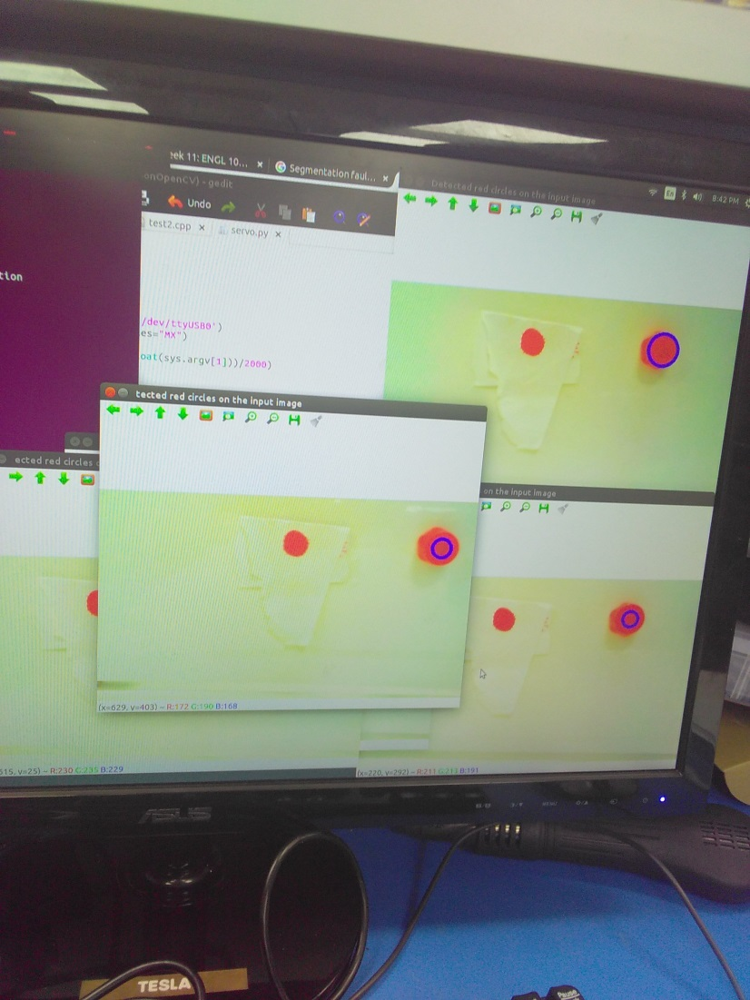 ek 11: ENGL 10... ×
Segmentation faul... ×
onOpenCV) - gedit
Detected red circles on the input image
En
8:42 PM
Undo
test2.cpp ×
servo.py ×
tion
/dev/ttyUSB0')
es="MX")
oat(sys.argv[1]))/2000)
tected red circles on the input image
ected red circles
on the input image
(x=629, y=403) ~ R:172 G:190 B:168
515, y=25) ~ R:230 G:235 B:229
(x=220, y=292) ~ R:211 G:213 B:191
ASUS
TESLA
Pause